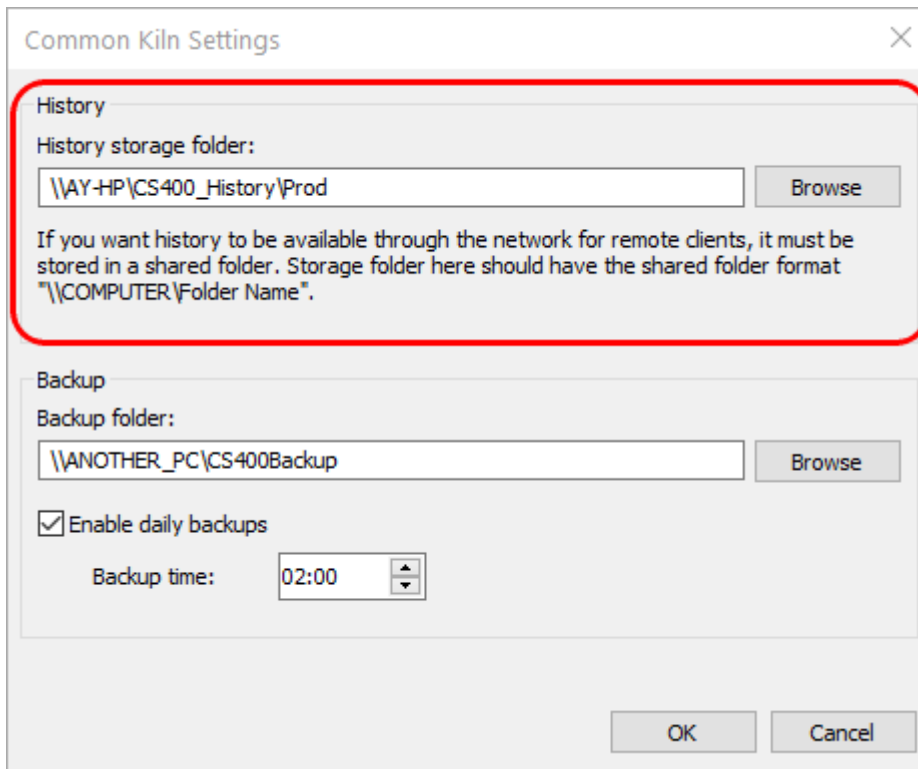 Common Kiln Settings
History
History storage folder:
\\AY-HP\CS400_History\Prod
Browse
If you want history to be available through the network for remote clients, it must be
stored in a shared folder. Storage folder here should have the shared folder format
"\\COMPUTER\Folder Name".
Backup
Backup folder:
\\ANOTHER_PC\CS400Backup
Browse
Enable daily backups
Backup time: 02:00
OK Cancel